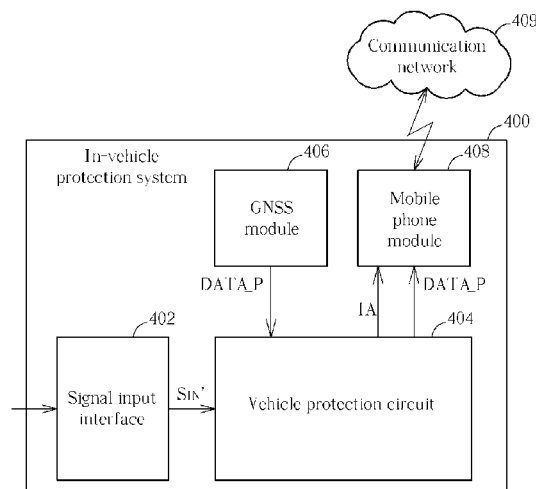 409
Communication
network
400
In-vehicle
protection system
406
408
GNSS
module
Mobile
phone
module
DATA_P
IA
DATA_P
402
404
Signal input
interface
SIN'
Vehicle protection circuit